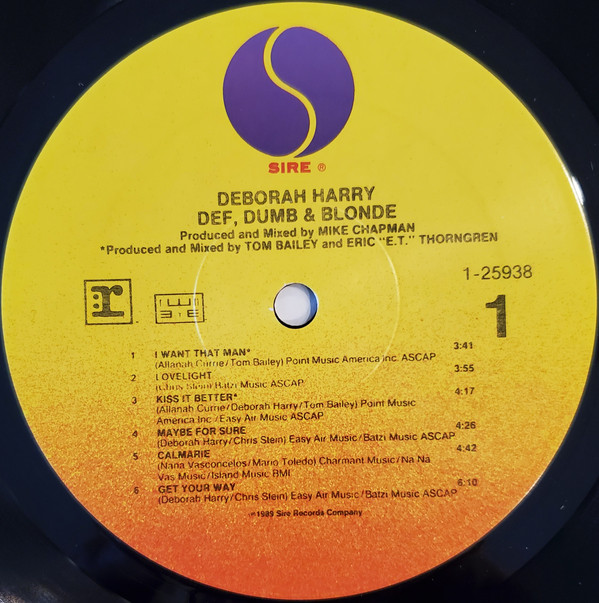 SIRE ®
DEBORAH HARRY
DEF, DUMB & BLONDE
Produced and Mixed by MIKE CHAPMAN
*Produced and Mixed by TOM BAILEY and ERIC "E.T." THORNGREN
1-25938
:r
1
1 I WANT THAT MAN* 3:41
(Allanah Currie/Tom Bailey) Point Music America Inc. ASCAP
2 LOVELIGHT 3:55
(Chris Stein) Batzi Music ASCAP
3 KISS IT BETTER* 4:17
(Allanah Currie/Deborah Harry/Tom Bailey) Point Music
America Inc./Easy Air Music ASCAP
4 MAYBE FOR SURE 4:26
(Deborah Harry/Chris Stein) Easy Air Music/Batzi Music ASCAP
5 CALMARIE 4:42
(Nana Vasconcelos/Mario Toledo) Charmant Music/Na Na
Vas Music/Island Music BMI
6 GET YOUR WAY 6:10
(Deborah Harry/Chris Stein) Easy Air Music/Batzi Music ASCAP
℗1989 Sire Records Company